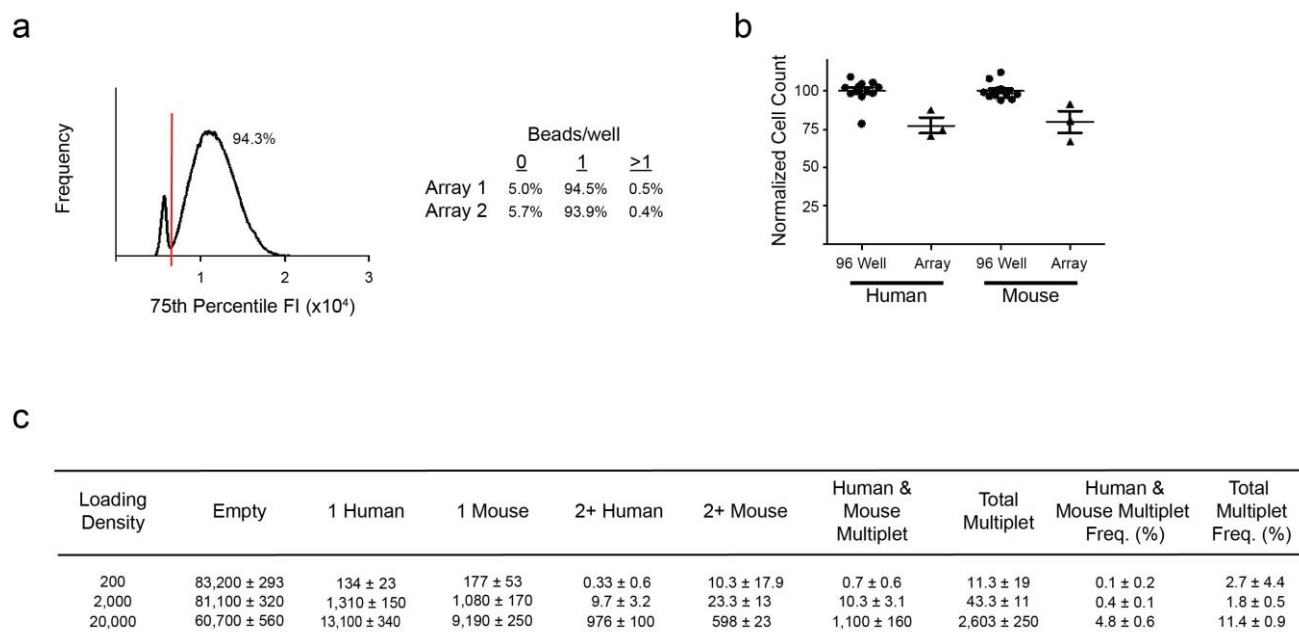 a
94.3%
Frequency
1 2 3
75th Percentile FI (x10⁴)
Beads/well
0 1 >1
Array 1 5.0% 94.5% 0.5%
Array 2 5.7% 93.9% 0.4%
b
Normalized Cell Count
100
75
50
25
96 Well Array 96 Well Array
Human Mouse
c
Loading Density Empty 1 Human 1 Mouse 2+ Human 2+ Mouse Human & Mouse Multiplet Total Multiplet Human & Mouse Multiplet Freq. (%) Total Multiplet Freq. (%)
200 83,200 ± 293 134 ± 23 177 ± 53 0.33 ± 0.6 10.3 ± 17.9 0.7 ± 0.6 11.3 ± 19 0.1 ± 0.2 2.7 ± 4.4
2,000 81,100 ± 320 1,310 ± 150 1,080 ± 170 9.7 ± 3.2 23.3 ± 13 10.3 ± 3.1 43.3 ± 11 0.4 ± 0.1 1.8 ± 0.5
20,000 60,700 ± 560 13,100 ± 340 9,190 ± 250 976 ± 100 598 ± 23 1,100 ± 160 2,603 ± 250 4.8 ± 0.6 11.4 ± 0.9